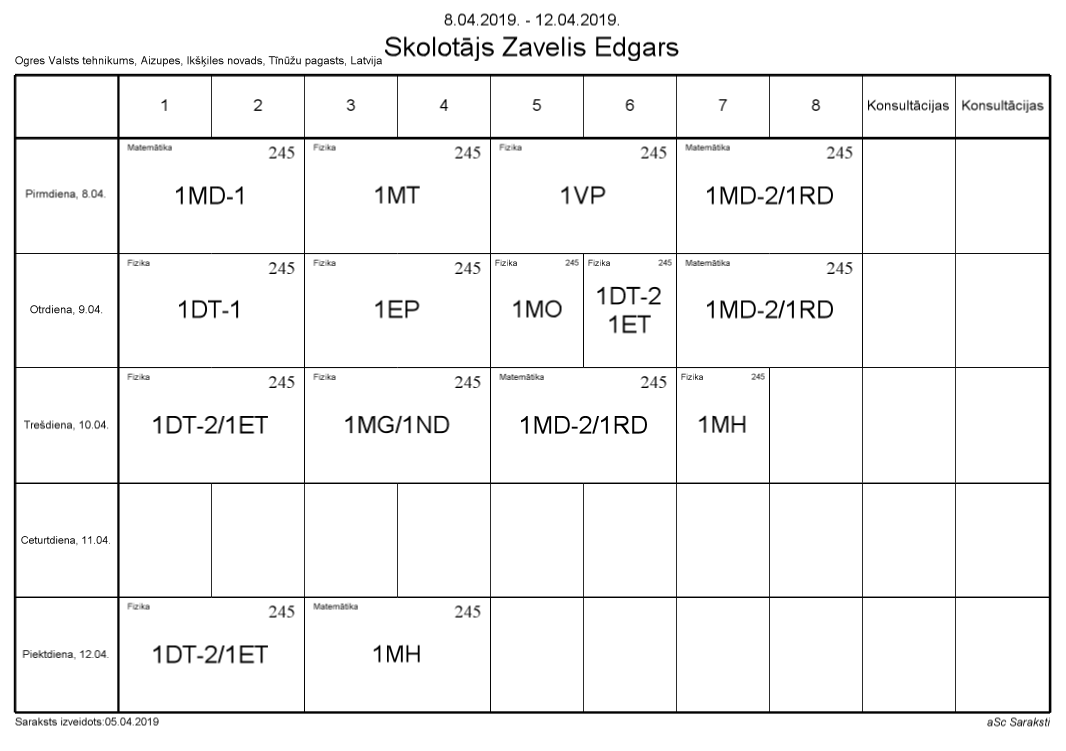 8.04.2019. - 12.04.2019.
Skolotājs Zavelis Edgars
Ogres Valsts tehnikums, Aizupes, Ikšķiles novads, Tīnūžu pagasts, Latvija
1 2 3 4 5 6 7 8 Konsultācijas Konsultācijas
Pirmdiena, 8.04.
Matemātika 245
1MD-1
Fizika 245
1MT
Fizika 245
1VP
Matemātika 245
1MD-2/1RD
Otrdiena, 9.04.
Fizika 245
1DT-1
Fizika 245
1EP
Fizika 245
1MO
Fizika 245
1DT-2
1ET
Matemātika 245
1MD-2/1RD
Trešdiena, 10.04.
Fizika 245
1DT-2/1ET
Fizika 245
1MG/1ND
Matemātika 245
1MD-2/1RD
Fizika 245
1MH
Ceturtdiena, 11.04.
Piektdiena, 12.04.
Fizika 245
1DT-2/1ET
Matemātika 245
1MH
Saraksts izveidots:05.04.2019
aSc Saraksti